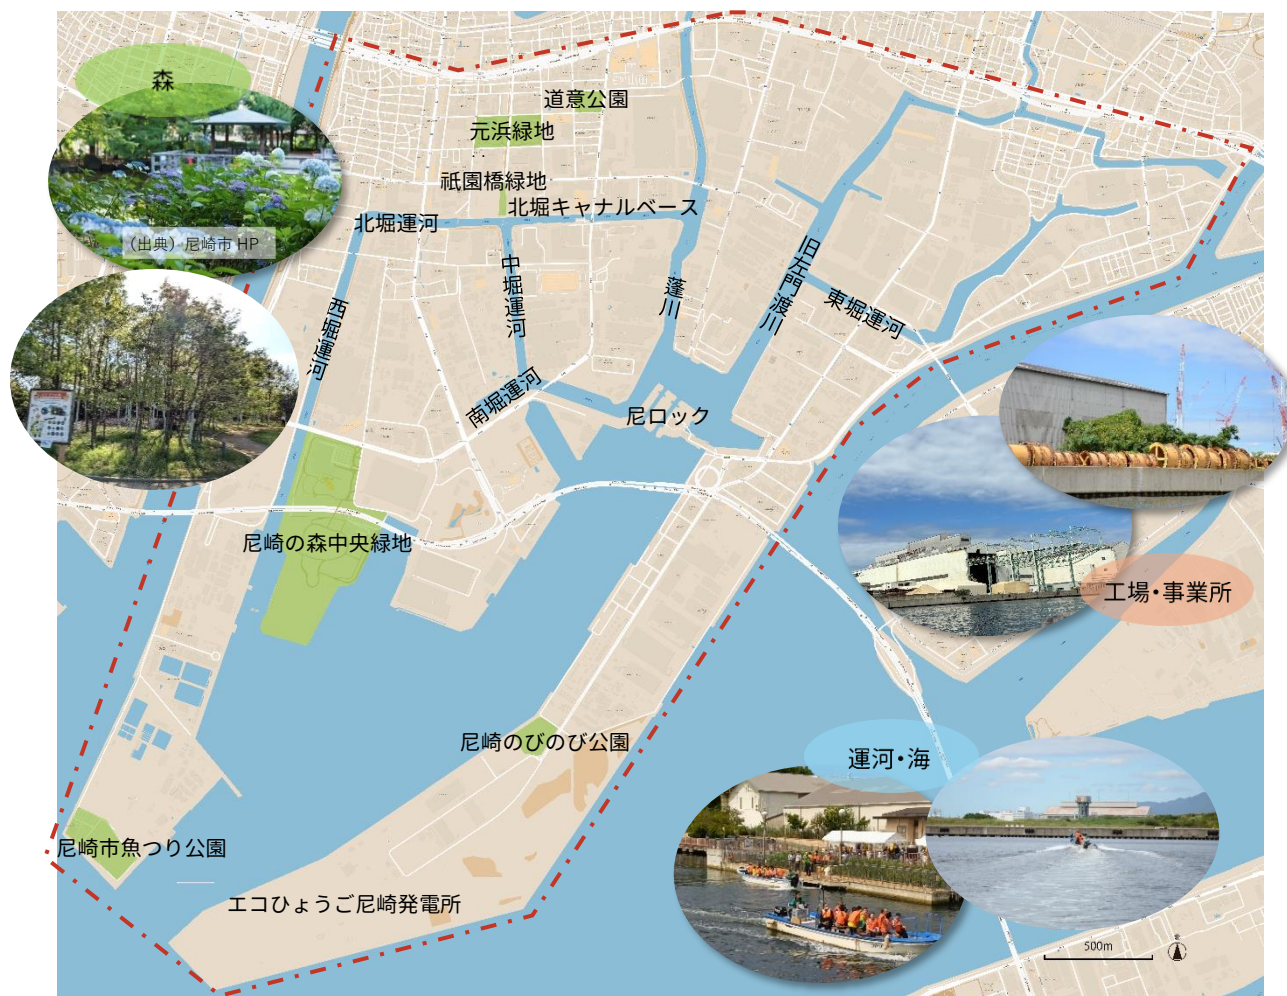 森
(出典) 尼崎市 HP
道意公園
元浜緑地
祇園橋緑地
北堀キャナルベース
北堀運河
中堀運河
西堀運河
蓬川
旧左門渡川
東堀運河
南堀運河
尼ロック
尼崎の森中央緑地
工場・事業所
尼崎のびのび公園
運河・海
尼崎市魚つり公園
エコひょうご尼崎発電所
500m
北